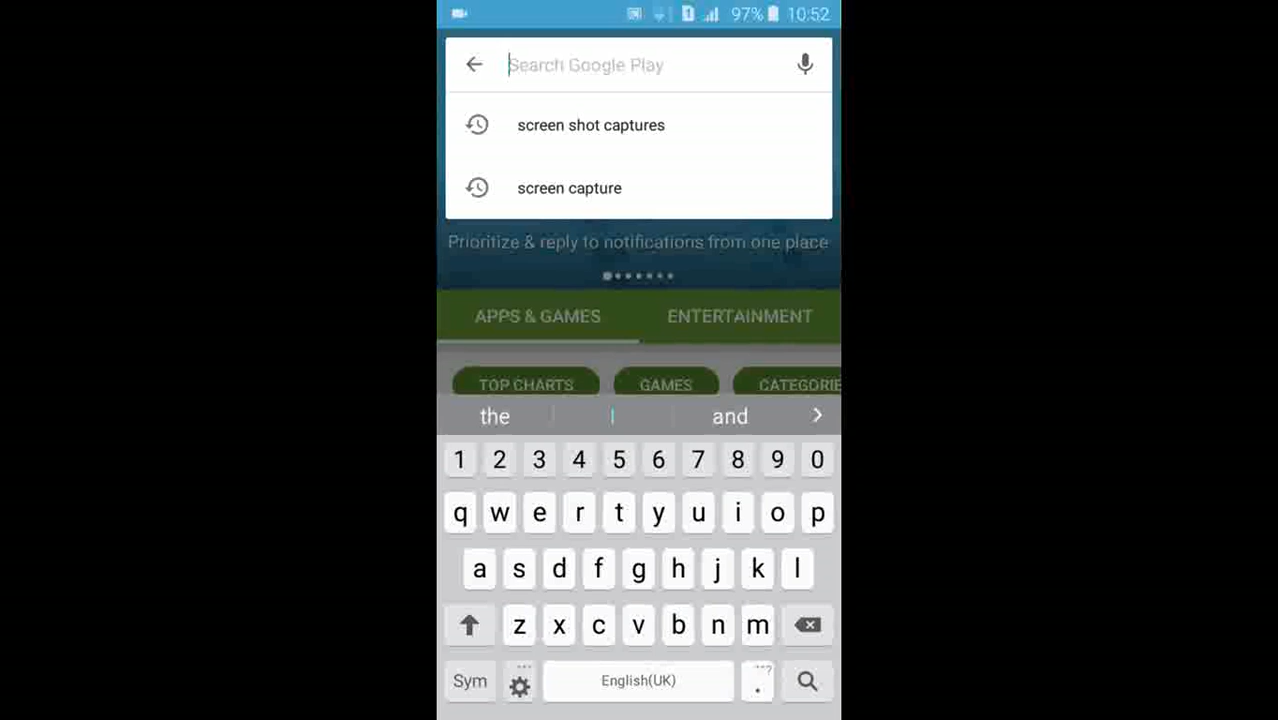 97% 10:52
Search Google Play
screen shot captures
screen capture
Prioritize & reply to notifications from one place
APPS & GAMES ENTERTAINMENT
TOP CHARTS GAMES CATEGORIE
the I and
1 2 3 4 5 6 7 8 9 0
q w e r t y u i o p
a s d f g h j k l
z x c v b n m
Sym English(UK) . ...?